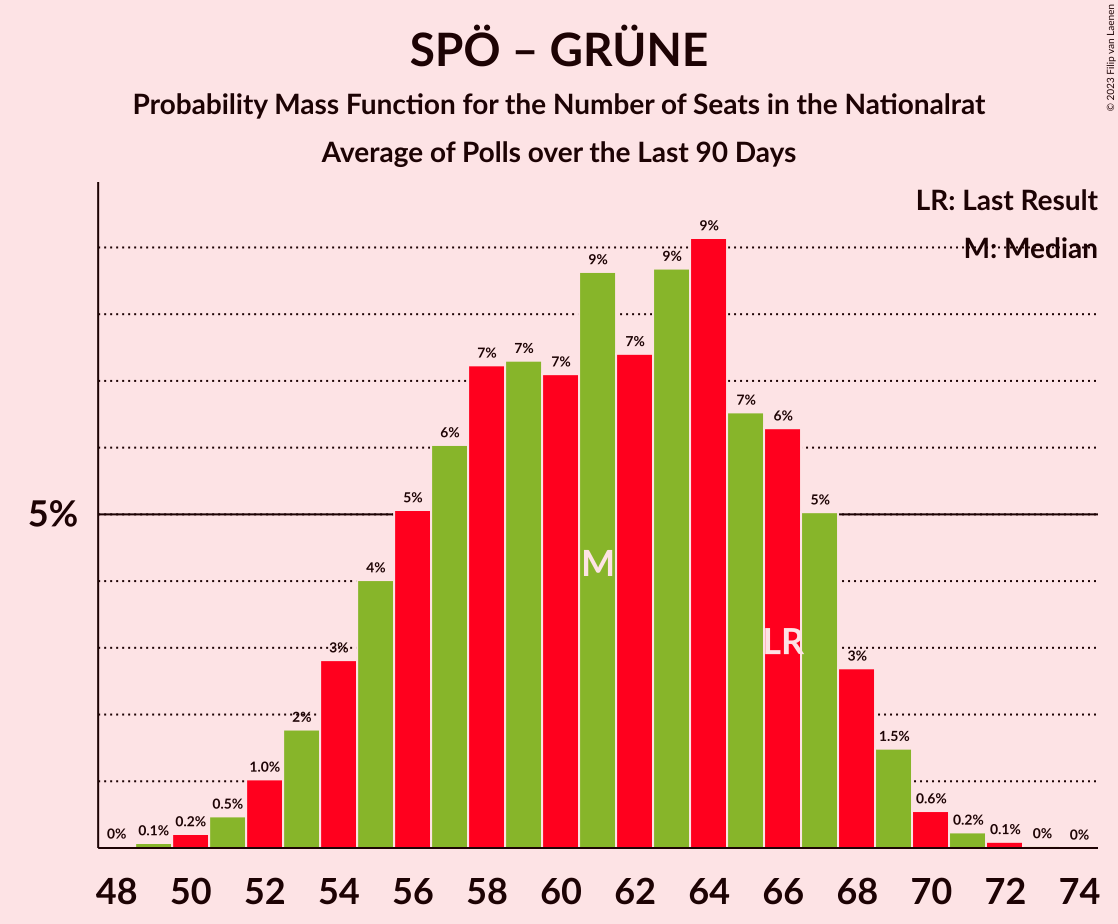 SPÖ – GRÜNE
Probability Mass Function for the Number of Seats in the Nationalrat
Average of Polls over the Last 90 Days
© 2023 Filip van Laenen
LR: Last Result
M: Median
5%
0% 0.1% 0.2% 0.5% 1.0% 2% 3% 4% 5% 6% 7% 7% 7% 9% 7% 9% 9% 7% 6% 5% 3% 1.5% 0.6% 0.2% 0.1% 0% 0%
M
LR
48 50 52 54 56 58 60 62 64 66 68 70 72 74